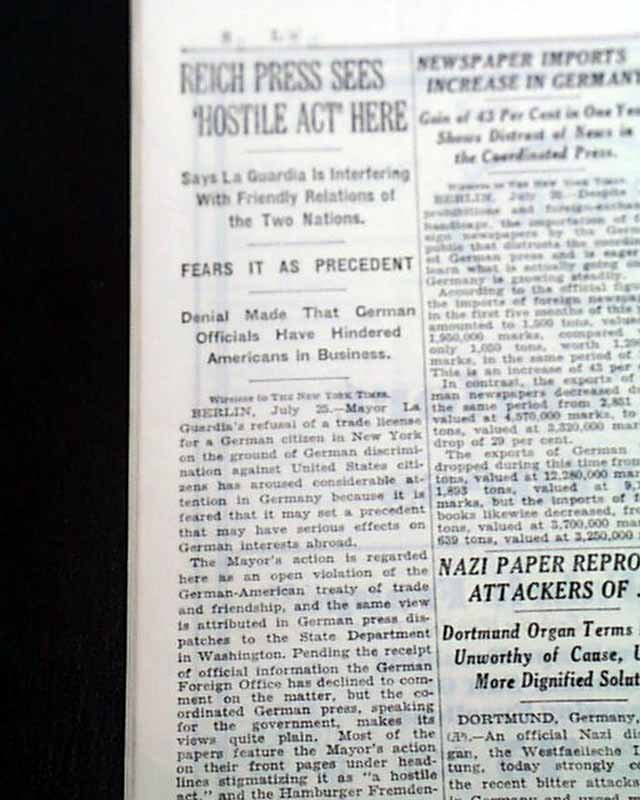 REICH PRESS SEES
'HOSTILE ACT' HERE
Says La Guardia Is Interfering
With Friendly Relations of
the Two Nations.
FEARS IT AS PRECEDENT
Denial Made That German
Officials Have Hindered
Americans in Business.
Wireless to THE NEW YORK TIMES.
BERLIN, July 25.—Mayor La
Guardia's refusal of a trade license
for a German citizen in New York
on the ground of German discrimi-
nation against United States citi-
zens has aroused considerable at-
tention in Germany because it is
feared that it may set a precedent
that may have serious effects on
German interests abroad.
The Mayor's action is regarded
here as an open violation of the
German-American treaty of trade
and friendship, and the same view
is attributed in German press dis-
patches to the State Department
in Washington. Pending the receipt
of official information the German
Foreign Office has declined to com-
ment on the matter, but the co-
ordinated German press, speaking
for the government, makes its
views quite plain. Most of the
papers feature the Mayor's action
on their front pages under head-
lines stigmatizing it as "a hostile
act," and the Hamburger Fremden-
NEWSPAPER IMPORTS
INCREASE IN GERMANY
Gain of 43 Per Cent in One Year
Shows Distrust of News in
the Coordinated Press.
Wireless to THE NEW YORK TIMES.
BERLIN, July Despite
prohibitions and foreign-exchange
handicaps, the importation of
eign newspapers by the
public that distrusts the
ed German press and is eager
learn what is actually going
Germany is growing steadily.
According to the official
the imports of foreign
in the first five months of this
amounted to 1,500 tons, valued
1,950,000 marks, compared
only 1,050 tons, worth
marks, in the same period of
This is an increase of 43 per
In contrast, the exports of
man newspapers decreased
the same period from 2,851
valued at 4,570,000 marks, to
tons, valued at 3,320,000
drop of 29 per cent.
The exports of German
dropped during this time from
tons, valued at 12,280,000
1,893 tons, valued at
marks, but the imports of
books likewise decreased,
tons, valued at 3,700,000
639 tons, valued at 3,250,000
NAZI PAPER REPRO
ATTACKERS OF
Dortmund Organ Terms
Unworthy of Cause,
More Dignified Solut
DORTMUND, Germany,
(AP).—An official Nazi
gan, the Westfaelische
tung, today strongly
the recent bitter